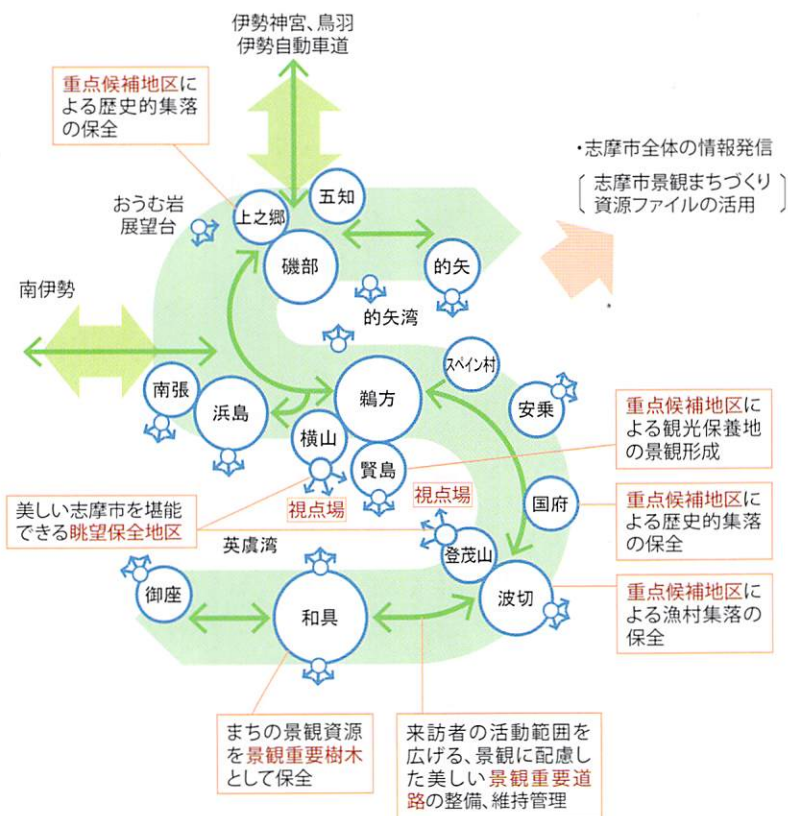 伊勢神宮、鳥羽
伊勢自動車道
重点候補地区に
よる歴史的集落
の保全
・志摩市全体の情報発信
志摩市景観まちづくり
資源ファイルの活用
おうむ岩
展望台
上之郷
五知
磯部
的矢
南伊勢
的矢湾
スペイン村
南張
浜島
鵜方
安乗
横山
賢島
重点候補地区に
よる観光保養地
の景観形成
視点場
視点場
美しい志摩市を堪能
できる眺望保全地区
国府
重点候補地区に
よる歴史的集落
の保全
英虞湾
登茂山
御座
和具
波切
重点候補地区に
よる漁村集落の
保全
まちの景観資源
を景観重要樹木
として保全
来訪者の活動範囲を
広げる、景観に配慮し
た美しい景観重要道
路の整備、維持管理